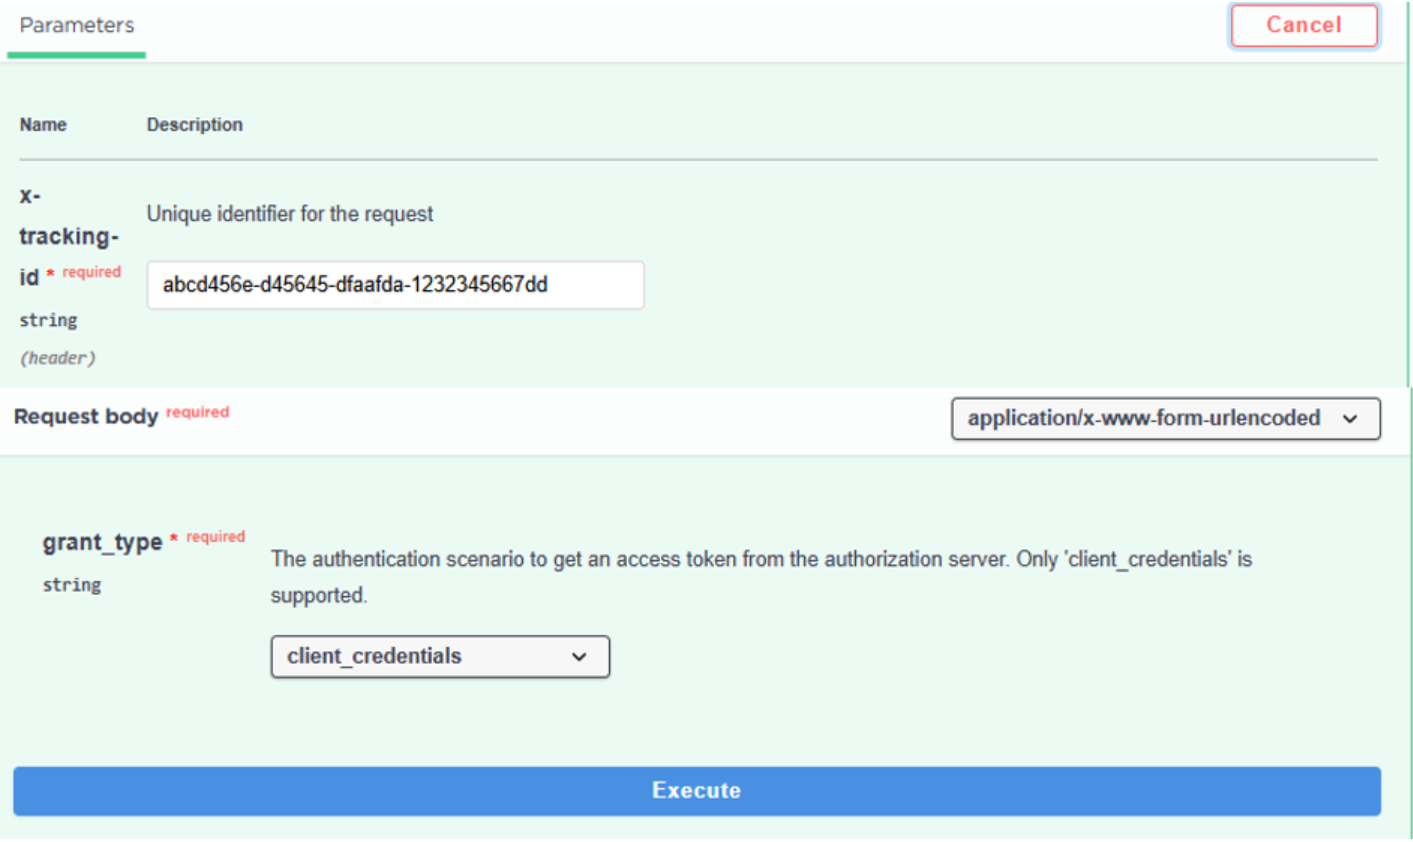 Parameters
Cancel
Name Description
x-
tracking-
id * required
string
(header)
Unique identifier for the request
abcd456e-d45645-dfaafda-1232345667dd
Request body required
application/x-www-form-urlencoded
grant_type * required
string
The authentication scenario to get an access token from the authorization server. Only 'client_credentials' is
supported.
client_credentials
Execute